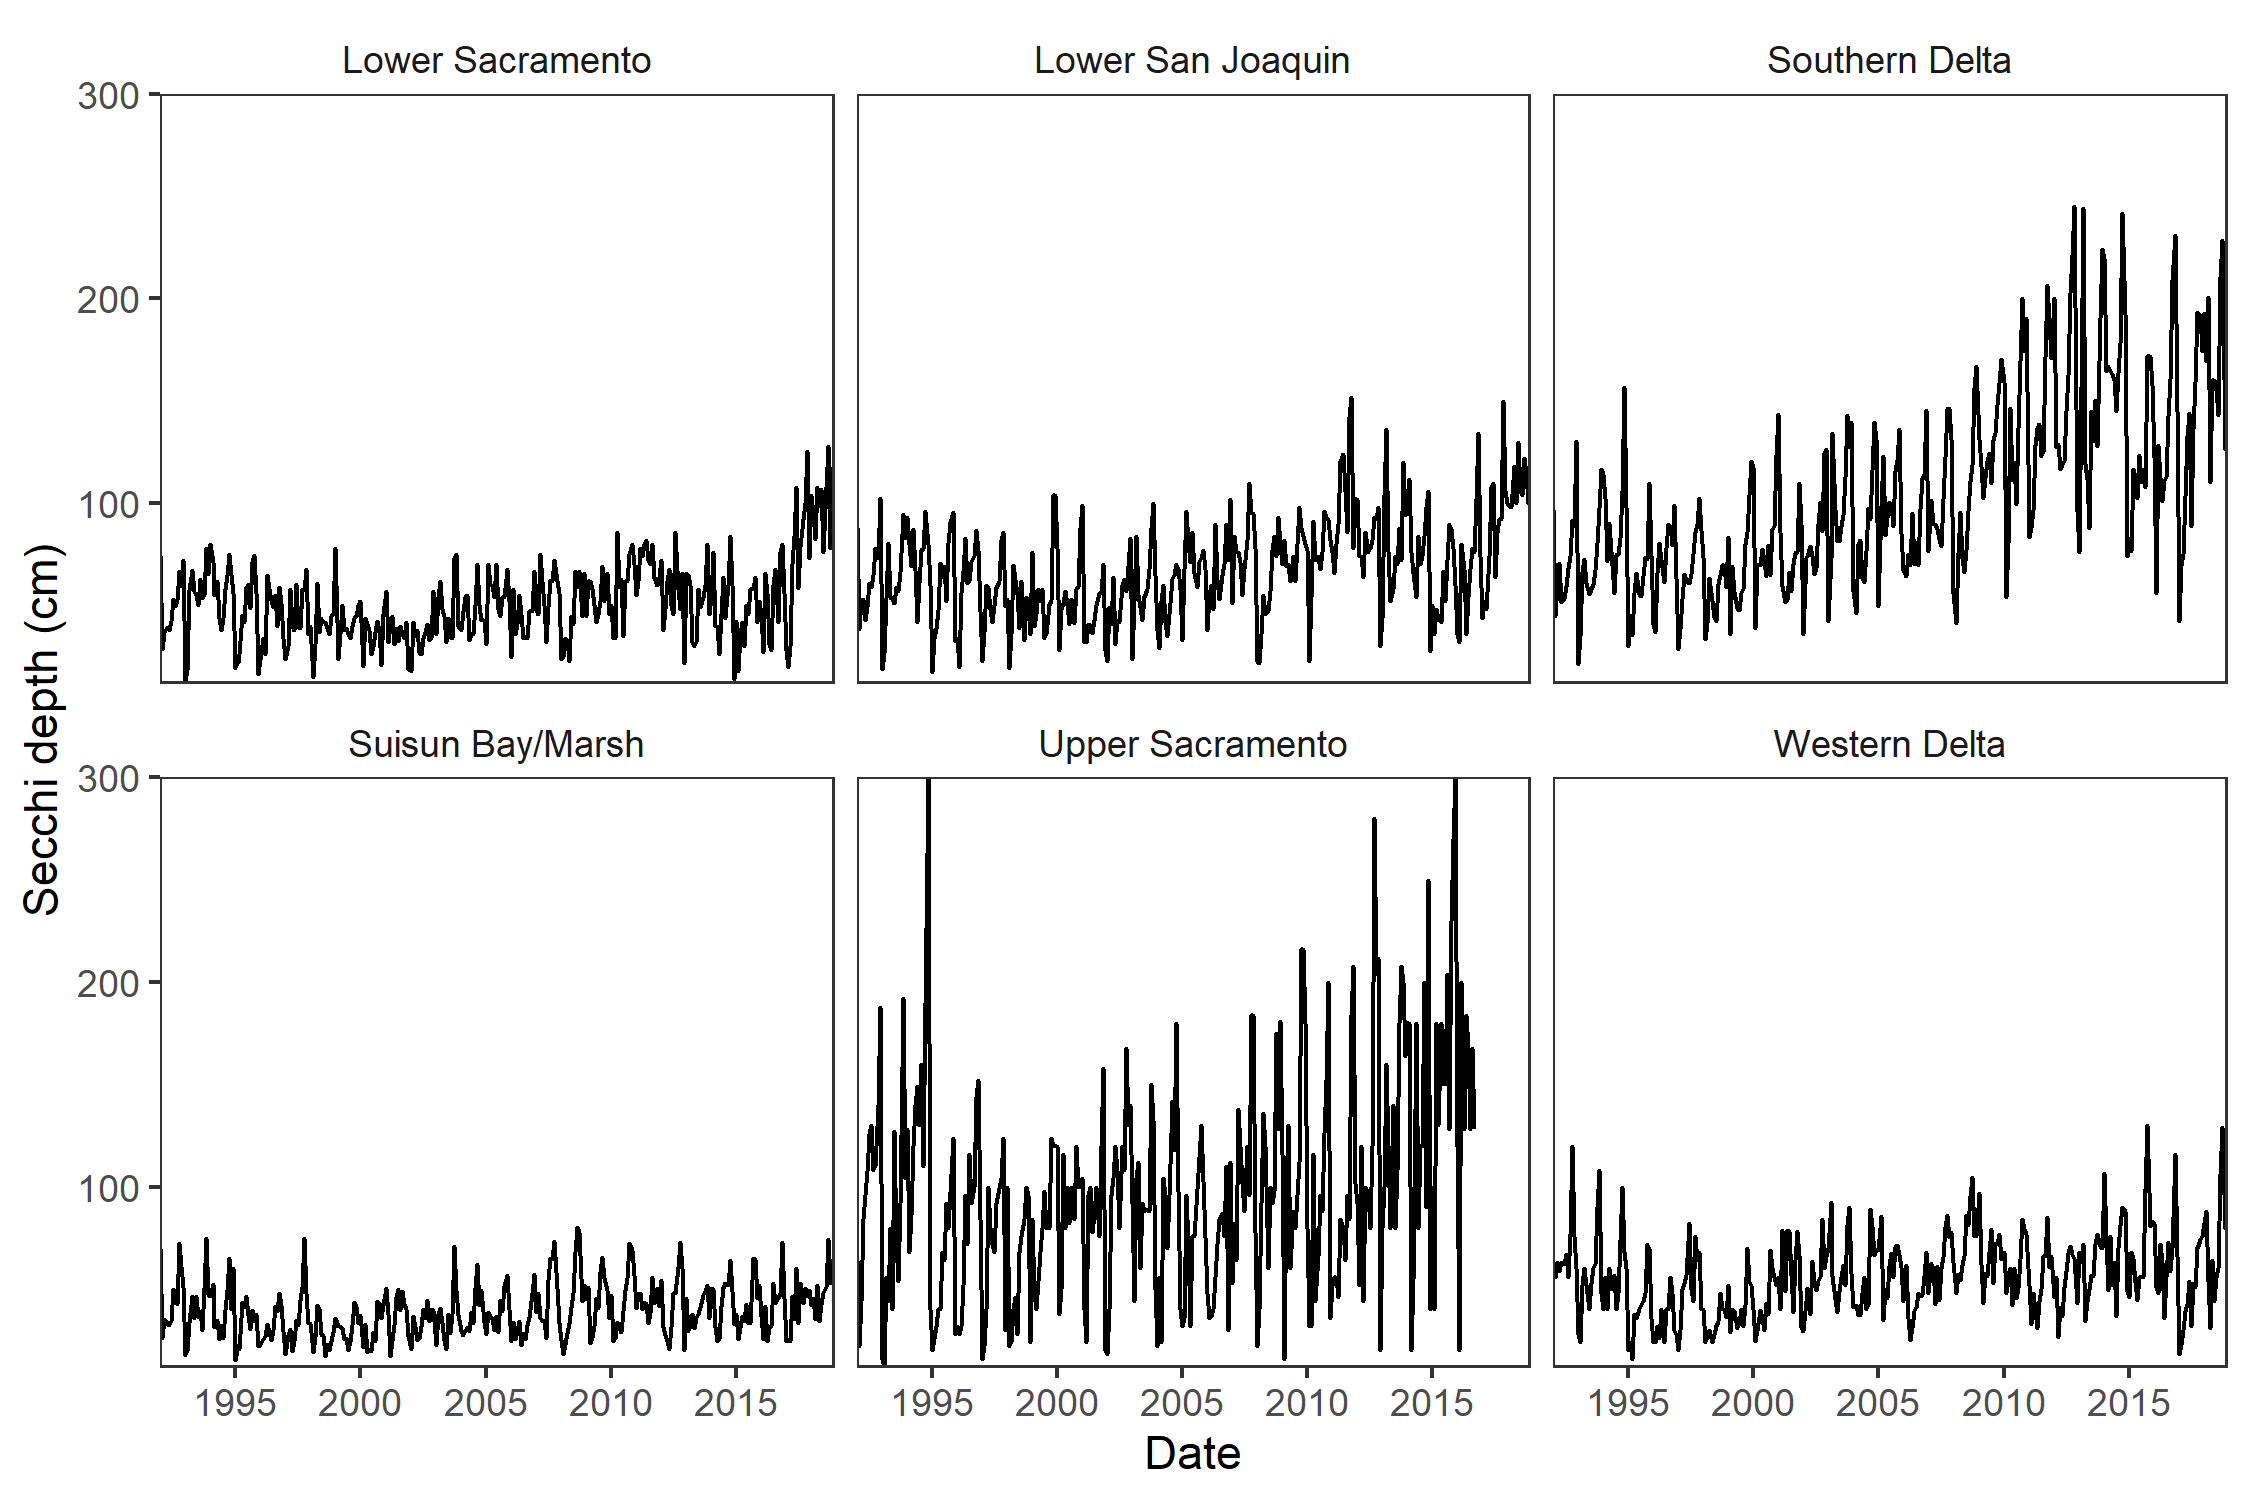 Lower Sacramento
Lower San Joaquin
Southern Delta
300
200
100
Suisun Bay/Marsh
Upper Sacramento
Western Delta
300
200
100
Secchi depth (cm)
1995 2000 2005 2010 2015
1995 2000 2005 2010 2015
1995 2000 2005 2010 2015
Date